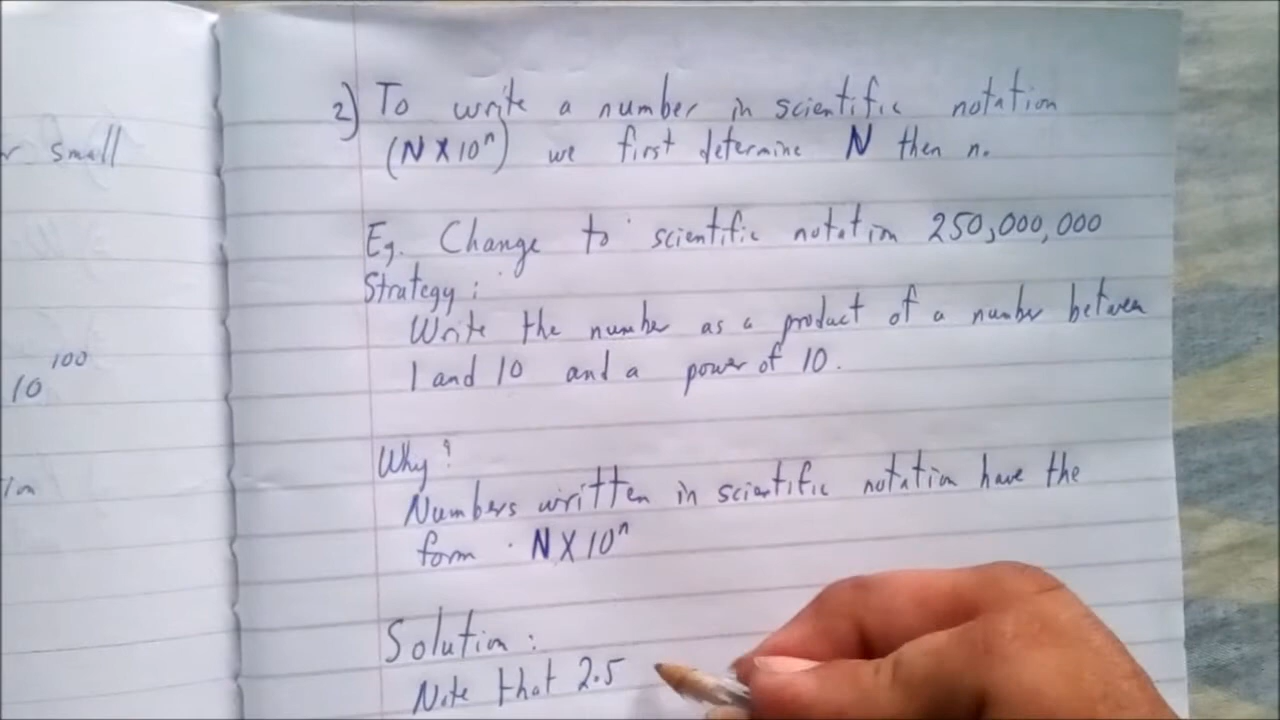 r small
10^100
2) To write a number in scientific notation
(N X 10^n) we first determine N then n.
Eg. Change to scientific notation 250,000,000
Strategy:
Write the number as a product of a number between
1 and 10 and a power of 10.
Why?
Numbers written in scientific notation have the
form N X 10^n
Solution:
Note that 2.5